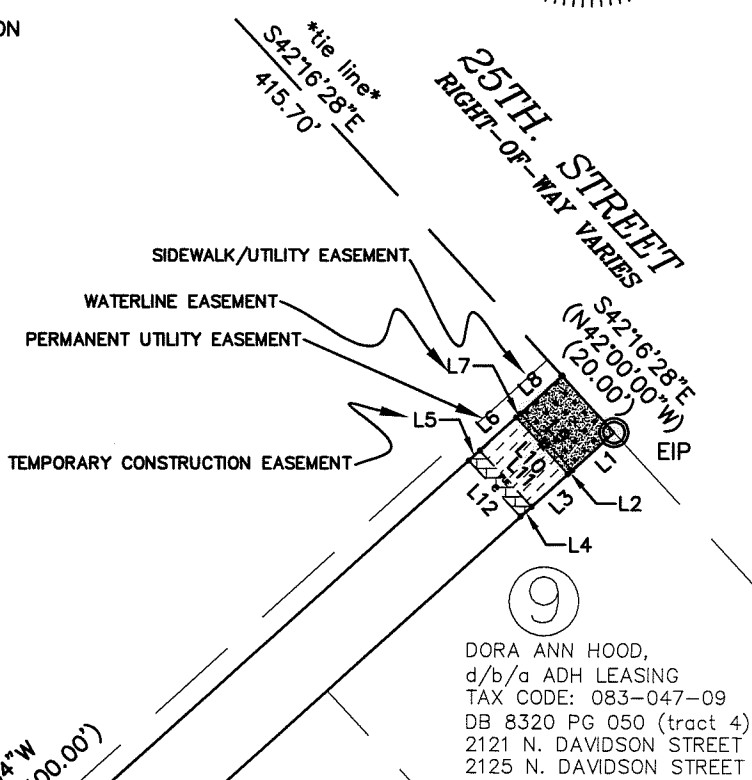 ON
*tie line*
S42°16'28"E
415.70'
25TH. STREET
RIGHT-OF-WAY VARIES
SIDEWALK/UTILITY EASEMENT
WATERLINE EASEMENT
PERMANENT UTILITY EASEMENT
TEMPORARY CONSTRUCTION EASEMENT
S42°16'28"E
(N42°00'00"W)
(20.00')
L7
L8
L5
L6
L10
L11
L12
L1
EIP
L2
L3
L4
9
DORA ANN HOOD,
d/b/a ADH LEASING
TAX CODE: 083-047-09
DB 8320 PG 050 (tract 4)
2121 N. DAVIDSON STREET
2125 N. DAVIDSON STREET
4"W
00.00')